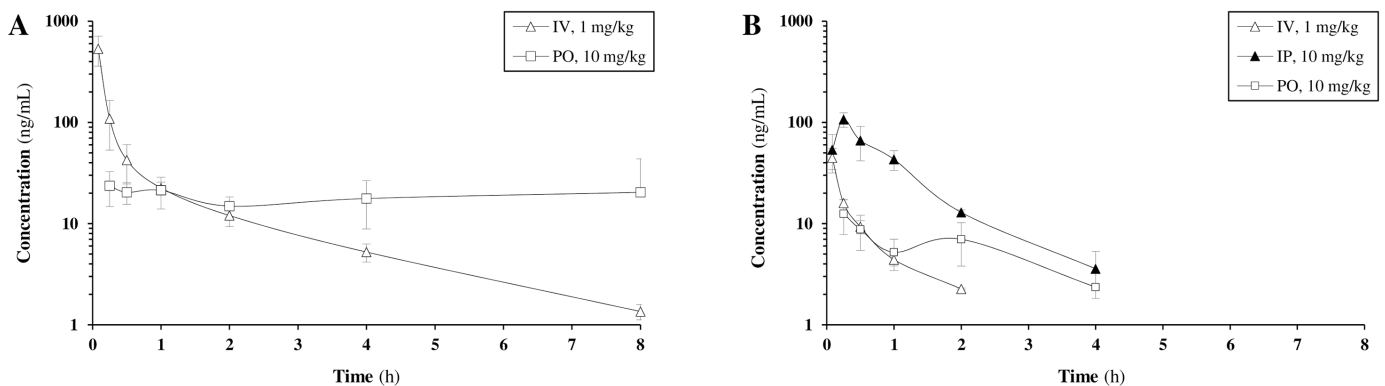 A
1000
100
10
1
Concentration (ng/mL)
IV, 1 mg/kg
PO, 10 mg/kg
0 1 2 3 4 5 6 7 8
Time (h)
B
1000
100
10
1
Concentration (ng/mL)
IV, 1 mg/kg
IP, 10 mg/kg
PO, 10 mg/kg
0 1 2 3 4 5 6 7 8
Time (h)